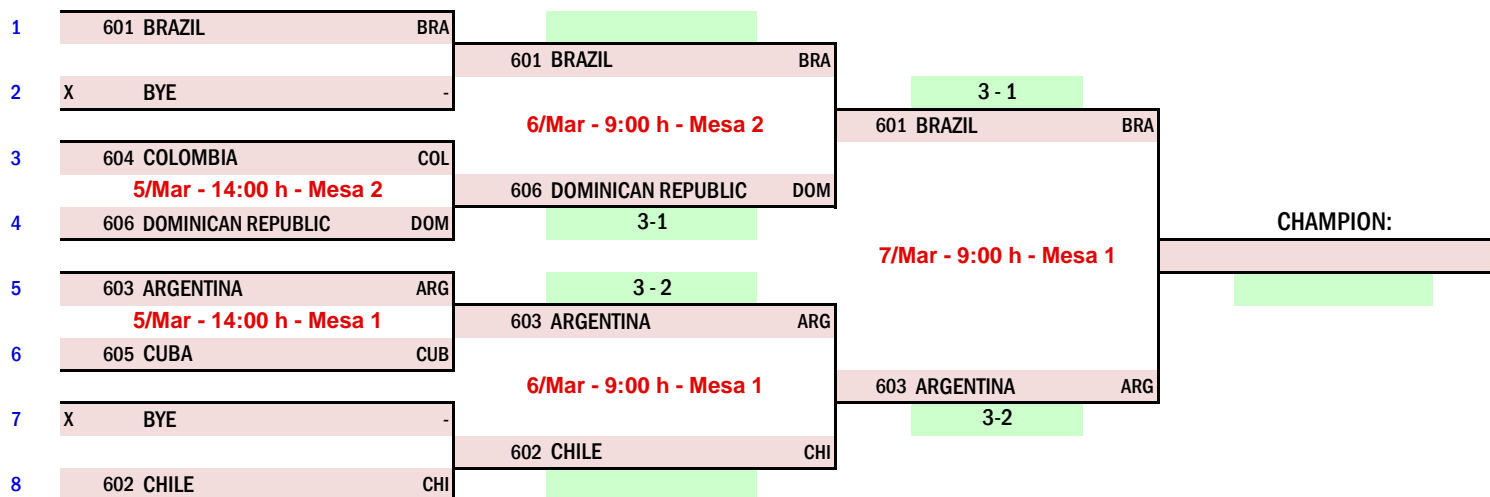 1 601 BRAZIL BRA
601 BRAZIL BRA
2 X BYE -
3 - 1
6/Mar - 9:00 h - Mesa 2
601 BRAZIL BRA
3 604 COLOMBIA COL
5/Mar - 14:00 h - Mesa 2
606 DOMINICAN REPUBLIC DOM
4 606 DOMINICAN REPUBLIC DOM
3-1
CHAMPION:
7/Mar - 9:00 h - Mesa 1
5 603 ARGENTINA ARG
3 - 2
5/Mar - 14:00 h - Mesa 1
603 ARGENTINA ARG
6 605 CUBA CUB
6/Mar - 9:00 h - Mesa 1
603 ARGENTINA ARG
7 X BYE -
3-2
602 CHILE CHI
8 602 CHILE CHI